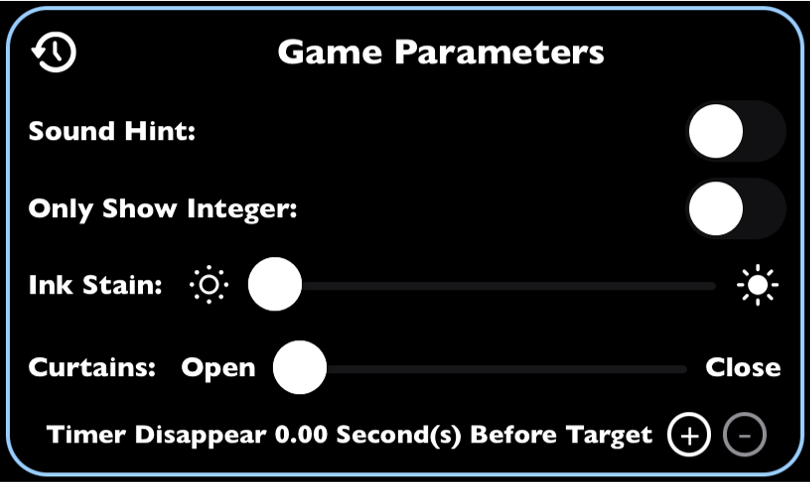 Game Parameters
Sound Hint:
Only Show Integer:
Ink Stain:
Curtains: Open Close
Timer Disappear 0.00 Second(s) Before Target + -